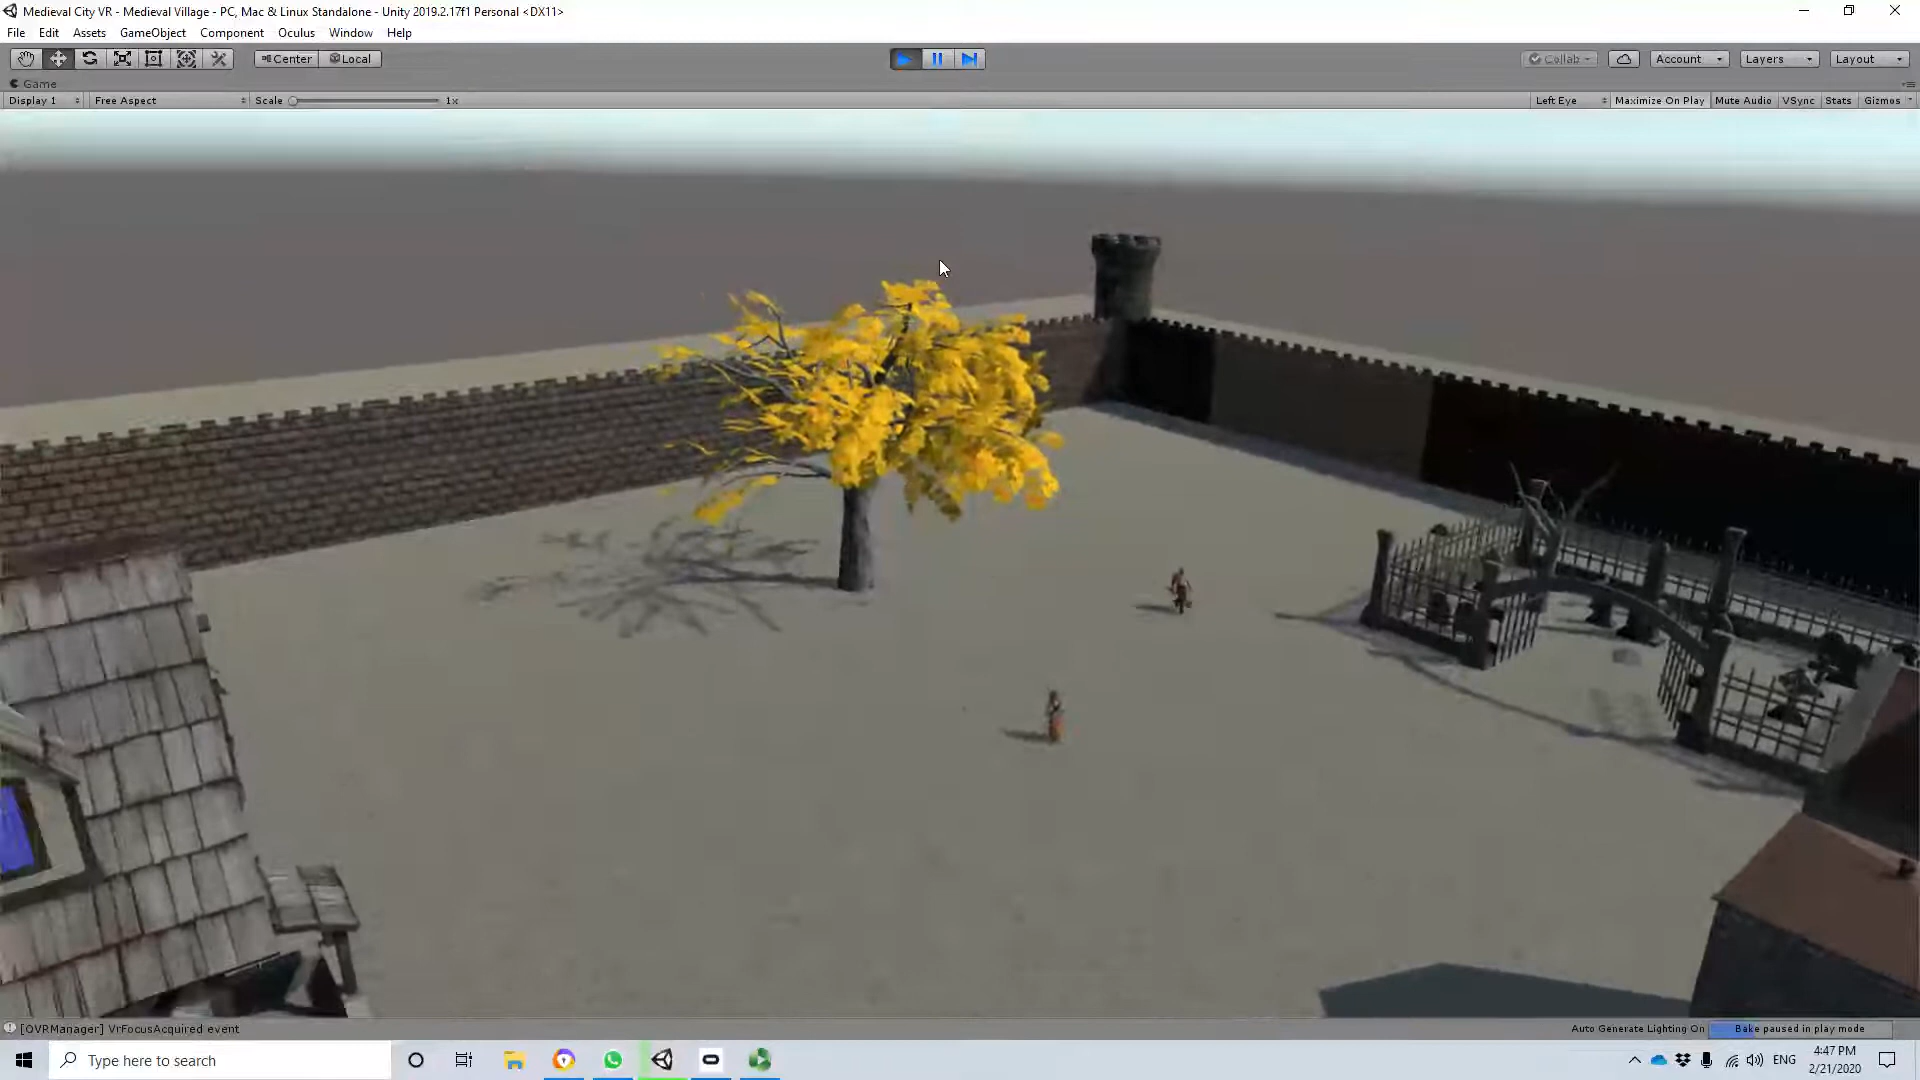 Medieval City VR - Medieval Village - PC, Mac & Linux Standalone - Unity 2019.2.17f1 Personal <DX11>
File Edit Assets GameObject Component Oculus Window Help
Center Local Collab Account Layers Layout
Game
Display 1 Free Aspect Scale 1x Left Eye Maximize On Play Mute Audio VSync Stats Gizmos
[OVRManager] VrFocusAcquired event Auto Generate Lighting On Bake paused in play mode
Type here to search ENG 4:47 PM
2/21/2020